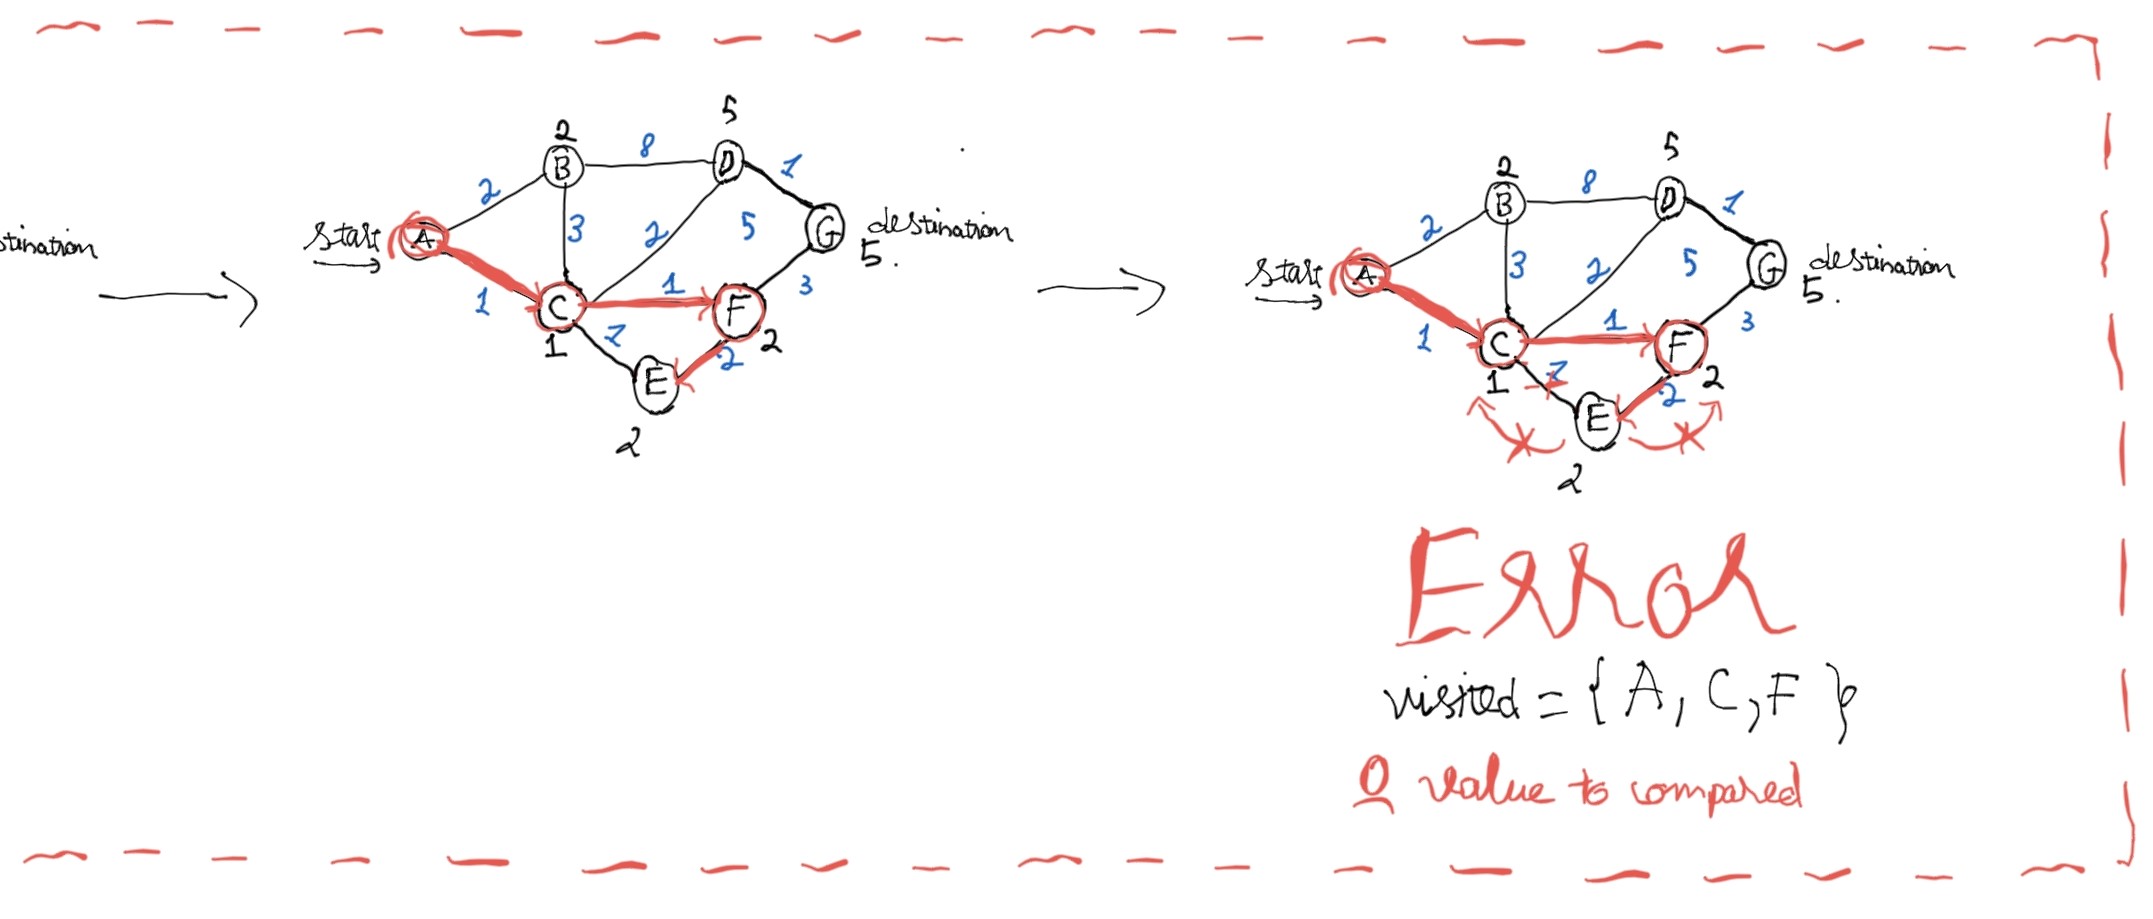 stination
5
2
8
B
D
1
2
3
2
5
start
A
G
destination
5.
1
C
1
F
3
1
2
2
2
E
2
5
2
8
B
D
1
2
3
2
5
start
A
G
destination
5.
1
C
1
F
3
1
2
2
2
E
2
Error
visited = { A, C, F }
0 value to compared